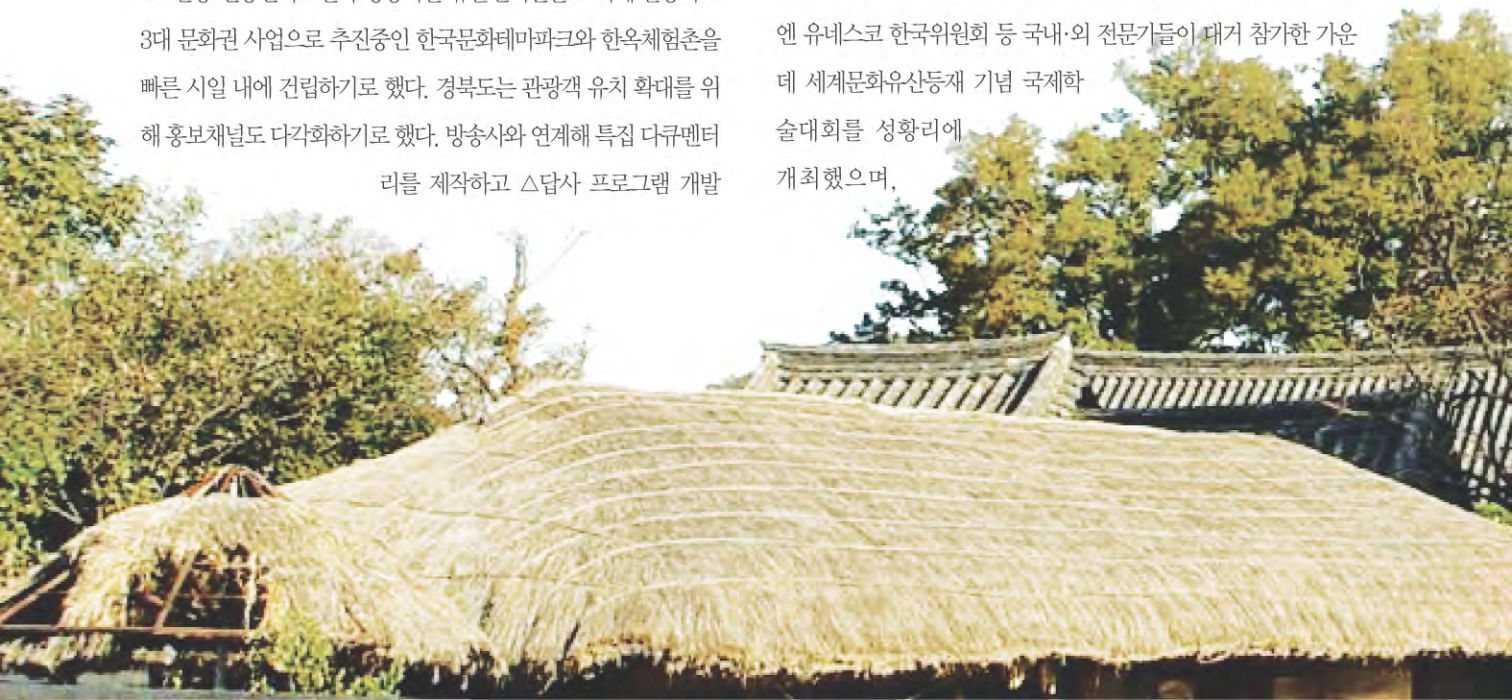 3대 문화권 사업으로 추진중인 한국문화테마파크와 한옥체험촌을
빠른 시일 내에 건립하기로 했다. 경북도는 관광객 유치 확대를 위
해 홍보채널도 다각화하기로 했다. 방송사와 연계해 특집 다큐멘터
리를 제작하고 △답사 프로그램 개발
엔 유네스코 한국위원회 등 국내·외 전문가들이 대거 참가한 가운
데 세계문화유산등재 기념 국제학
술대회를 성황리에
개최했으며,